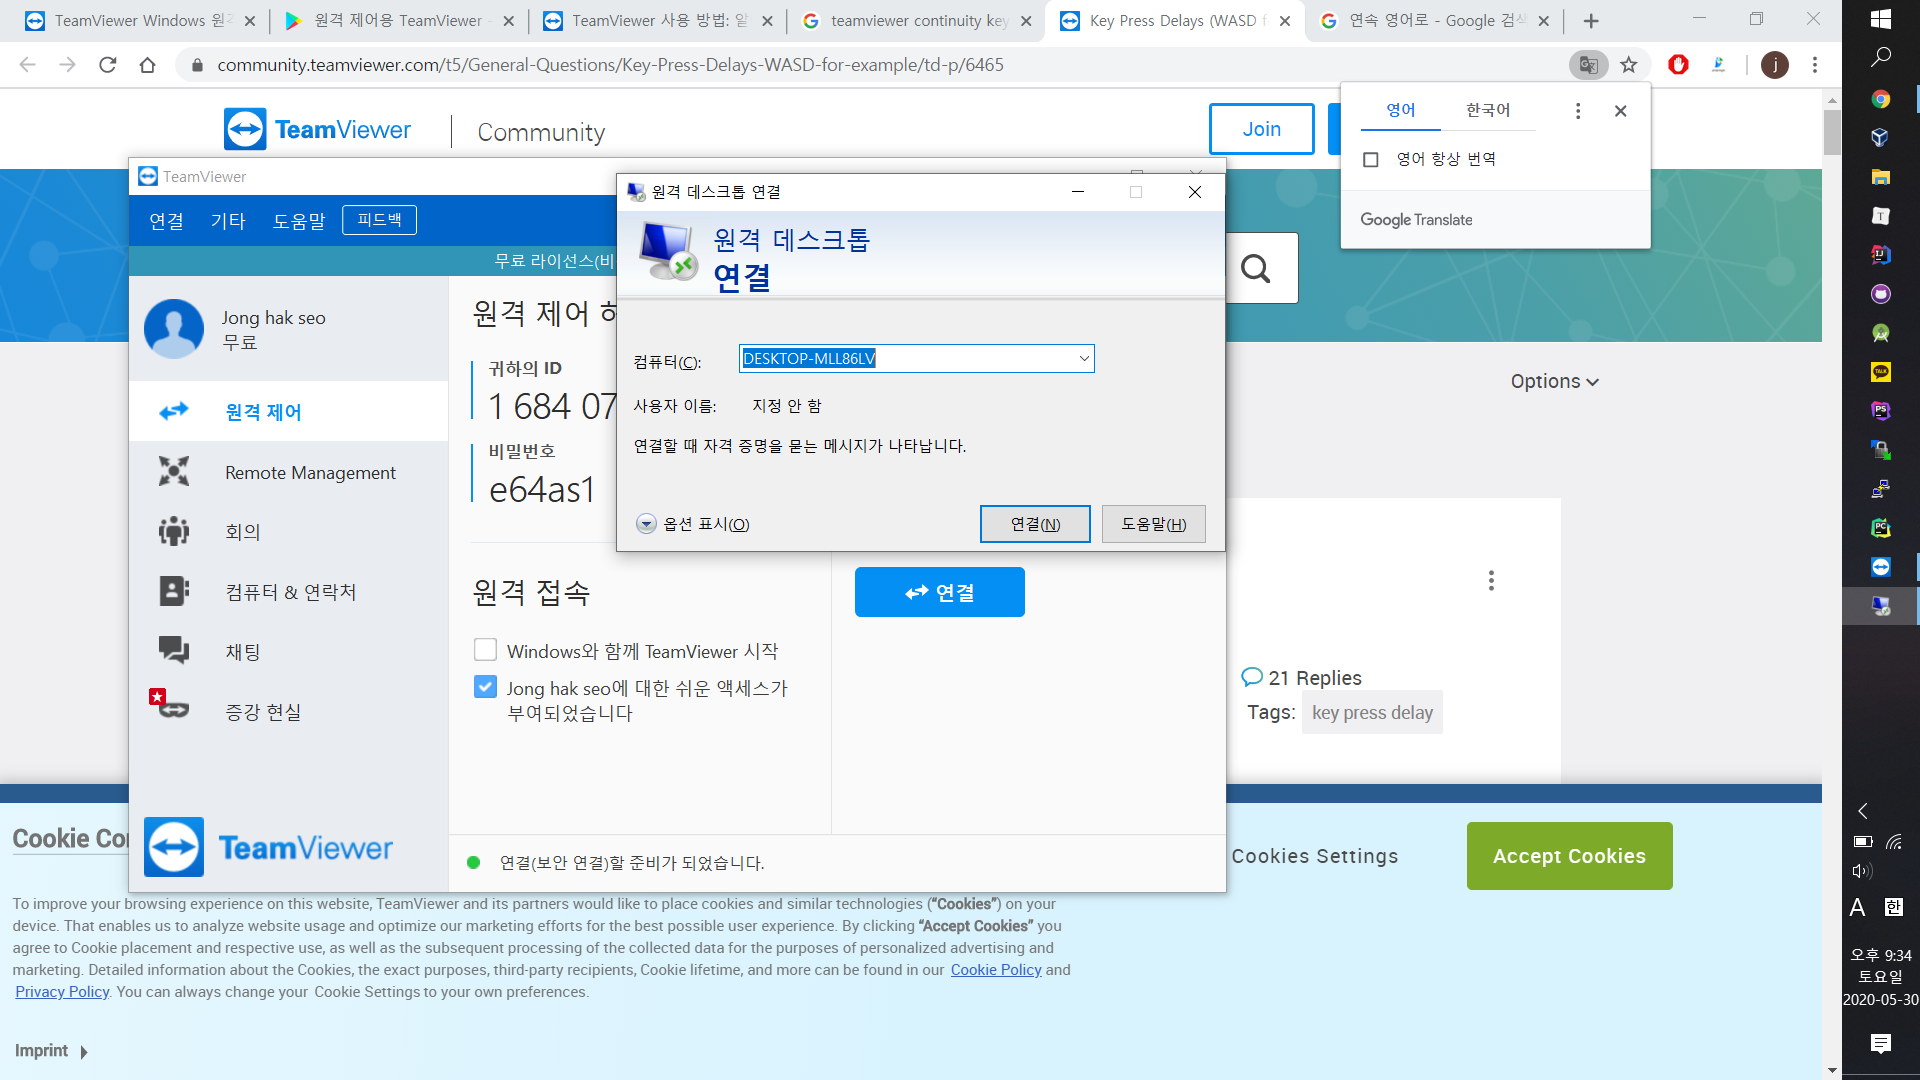 TeamViewer Windows 원격
원격 제어용 TeamViewer -
TeamViewer 사용 방법: 알
teamviewer continuity key
Key Press Delays (WASD f
연속 영어로 - Google 검색
community.teamviewer.com/t5/General-Questions/Key-Press-Delays-WASD-for-example/td-p/6465
j
TeamViewer
Community
Join
영어
한국어
영어 항상 번역
Google Translate
TeamViewer
연결
기타
도움말
피드백
무료 라이선스(비
Jong hak seo
무료
원격 제어
Remote Management
회의
컴퓨터 & 연락처
채팅
증강 현실
TeamViewer
원격 제어 허
귀하의 ID
1 684 07
비밀번호
e64as1
원격 접속
Windows와 함께 TeamViewer 시작
Jong hak seo에 대한 쉬운 액세스가
부여되었습니다
연결
연결(보안 연결)할 준비가 되었습니다.
원격 데스크톱 연결
원격 데스크톱
연결
컴퓨터(C):
DESKTOP-MLL86LV
사용자 이름:
지정 안 함
연결할 때 자격 증명을 묻는 메시지가 나타납니다.
옵션 표시(O)
연결(N)
도움말(H)
Options
21 Replies
Tags:
key press delay
Cookie Co
Cookies Settings
Accept Cookies
To improve your browsing experience on this website, TeamViewer and its partners would like to place cookies and similar technologies (“Cookies”) on your
device. That enables us to analyze website usage and optimize our marketing efforts for the best possible user experience. By clicking “Accept Cookies” you
agree to Cookie placement and respective use, as well as the subsequent processing of the collected data for the purposes of personalized advertising and
marketing. Detailed information about the Cookies, the exact purposes, third-party recipients, Cookie lifetime, and more can be found in our Cookie Policy and
Privacy Policy. You can always change your Cookie Settings to your own preferences.
Imprint
T
IJ
TALK
PS
PC
A
한
오후 9:34
토요일
2020-05-30